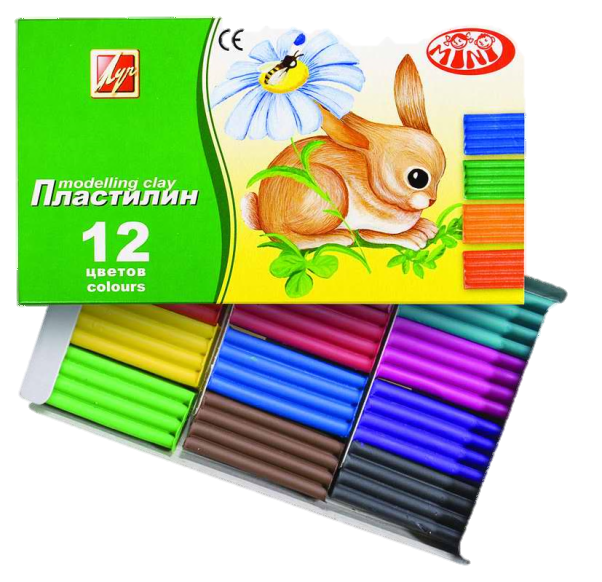 Луч
CE
MINI
modelling clay
Пластилин
12
цветов
colours